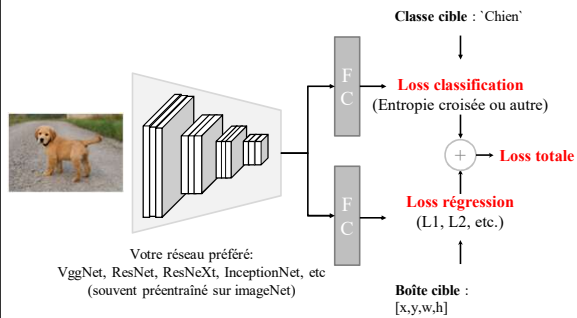 Classe cible : `Chien`
F
C
Loss classification
(Entropie croisée ou autre)
+
Loss totale
F
C
Loss régression
(L1, L2, etc.)
Votre réseau préféré:
VggNet, ResNet, ResNeXt, InceptionNet, etc
(souvent préentraîné sur imageNet)
Boîte cible :
[x,y,w,h]